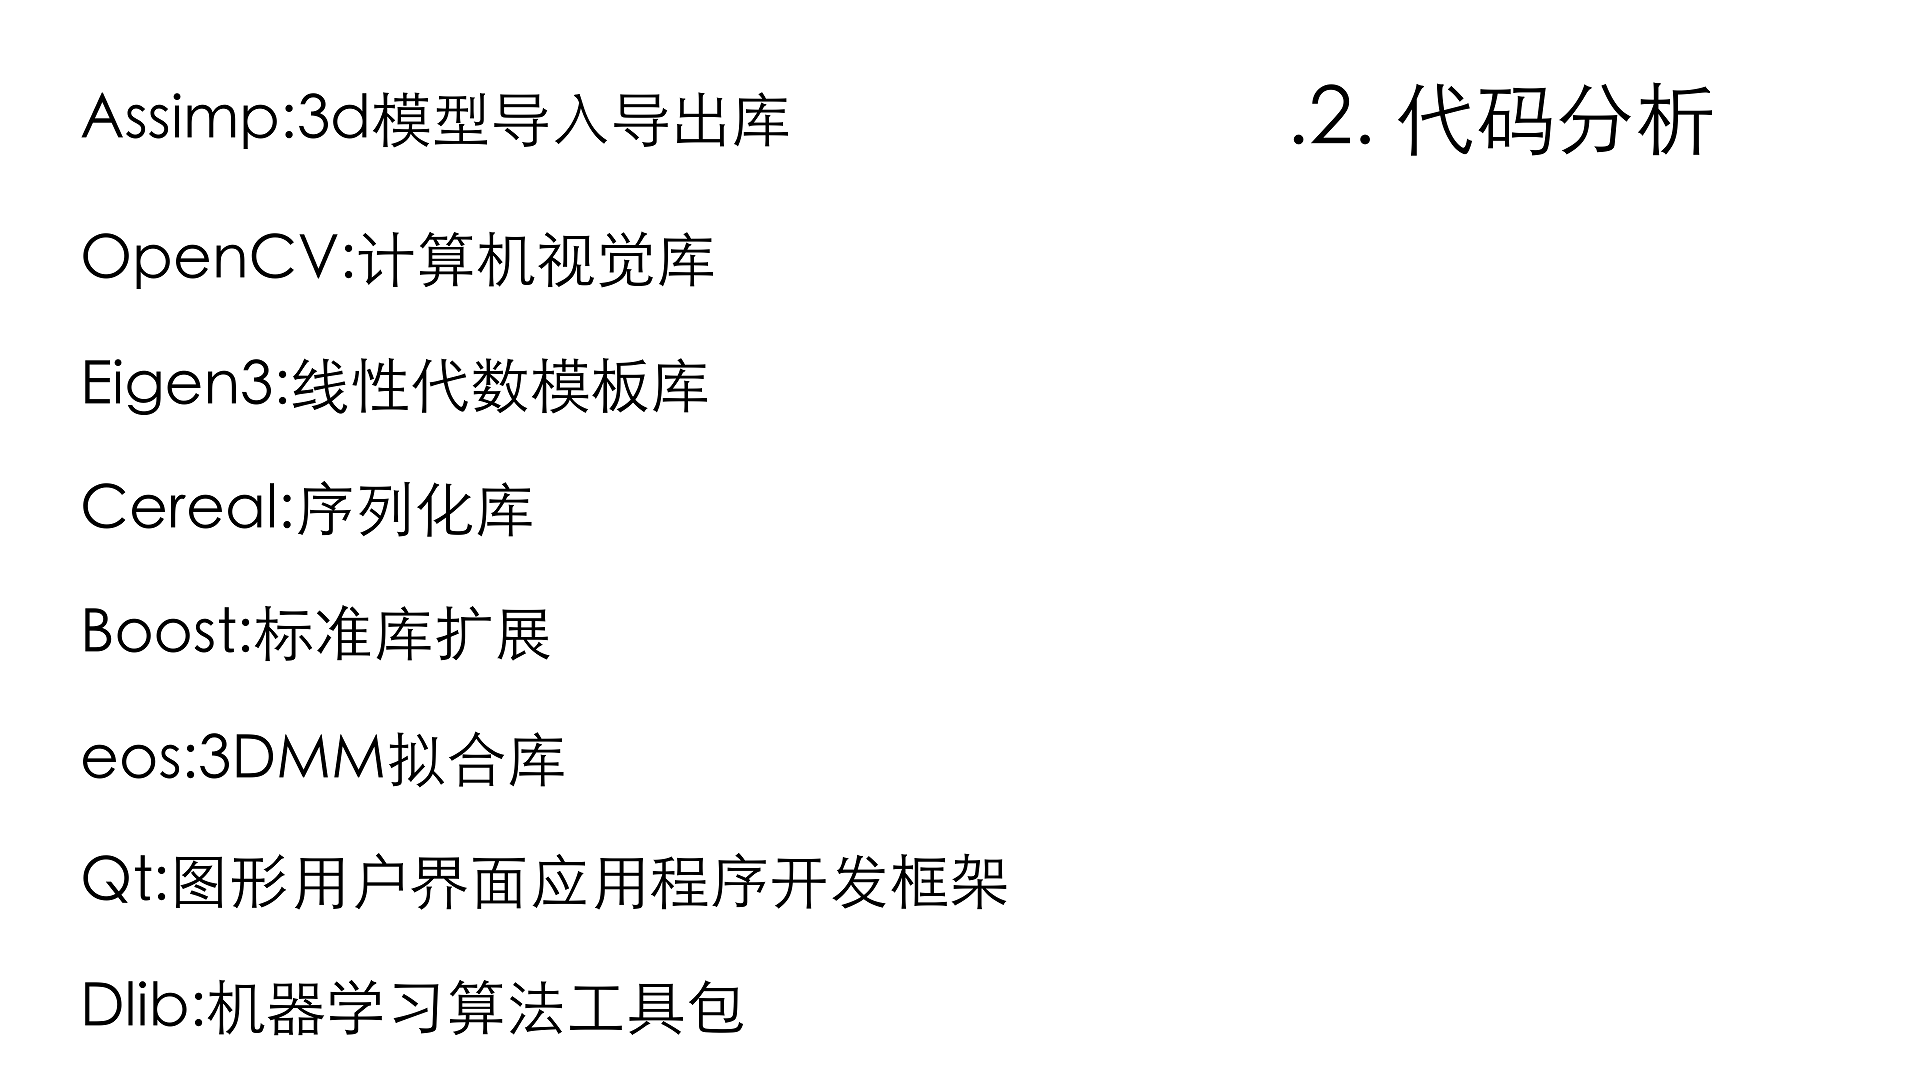 .2. 代码分析
Assimp:3d模型导入导出库
OpenCV:计算机视觉库
Eigen3:线性代数模板库
Cereal:序列化库
Boost:标准库扩展
eos:3DMM拟合库
Qt:图形用户界面应用程序开发框架
Dlib:机器学习算法工具包